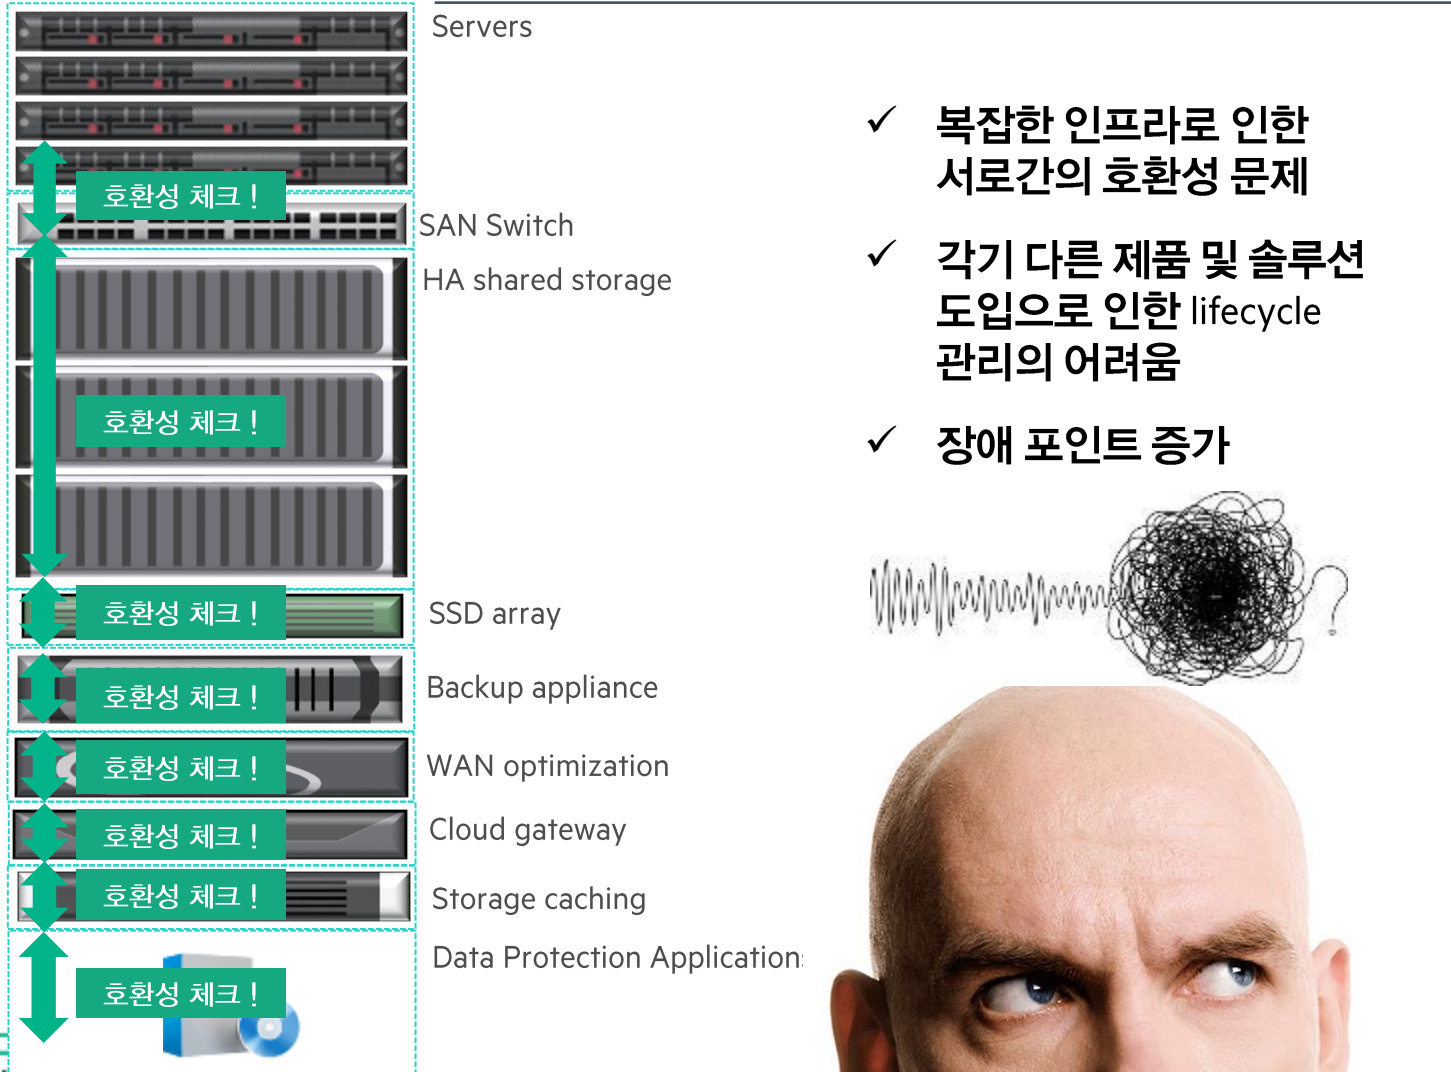 Servers
호환성 체크 !
SAN Switch
HA shared storage
호환성 체크 !
호환성 체크 !
SSD array
호환성 체크 !
Backup appliance
호환성 체크 !
WAN optimization
호환성 체크 !
Cloud gateway
호환성 체크 !
Storage caching
Data Protection Application
호환성 체크 !
✓ 복잡한 인프라로 인한
서로간의 호환성 문제
✓ 각기 다른 제품 및 솔루션
도입으로 인한 lifecycle
관리의 어려움
✓ 장애 포인트 증가
?